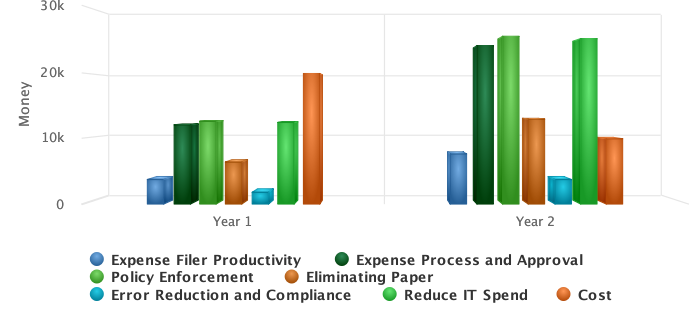 30k
20k
10k
0
Money
Year 1 Year 2
Expense Filer Productivity Expense Process and Approval
Policy Enforcement Eliminating Paper
Error Reduction and Compliance Reduce IT Spend Cost